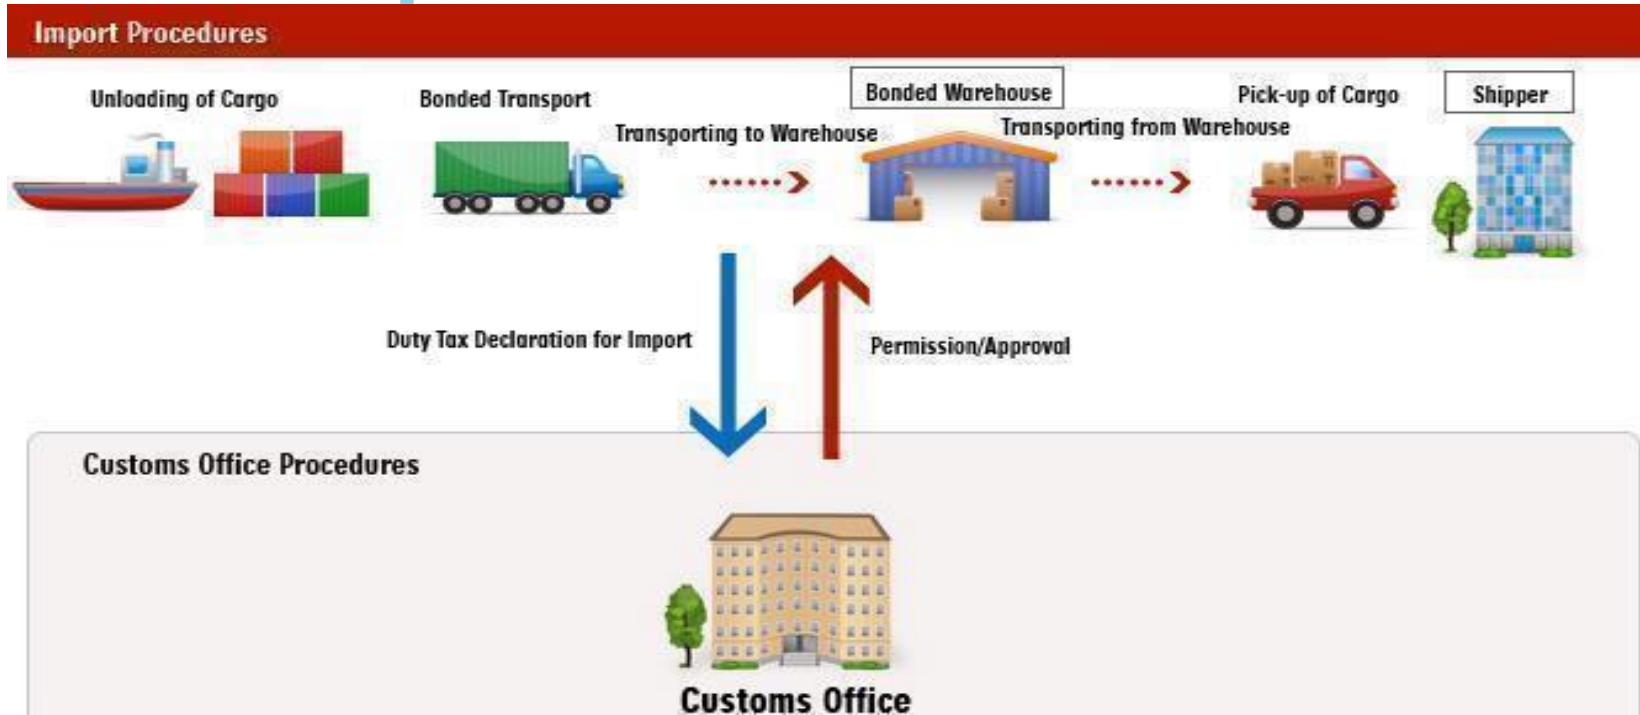 Import Procedures
Unloading of Cargo
Bonded Transport
Transporting to Warehouse
Bonded Warehouse
Transporting from Warehouse
Pick-up of Cargo
Shipper
Duty Tax Declaration for Import
Permission/Approval
Customs Office Procedures
Customs Office